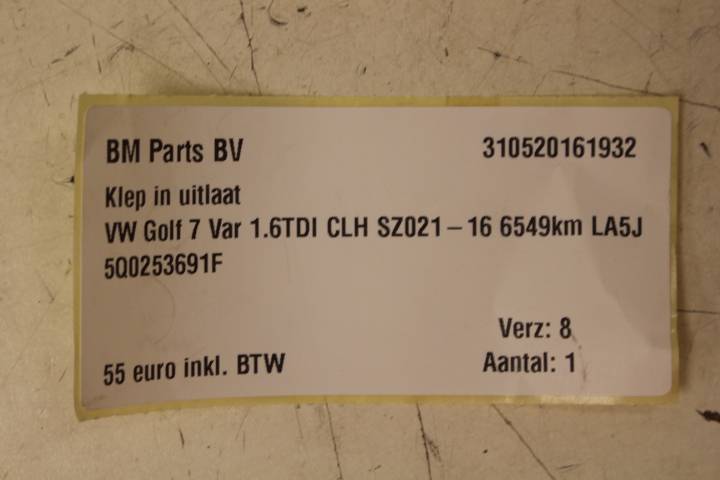 BM Parts BV 310520161932
Klep in uitlaat
VW Golf 7 Var 1.6TDI CLH SZ021-16 6549km LA5J
5Q0253691F
Verz: 8
55 euro inkl. BTW Aantal: 1